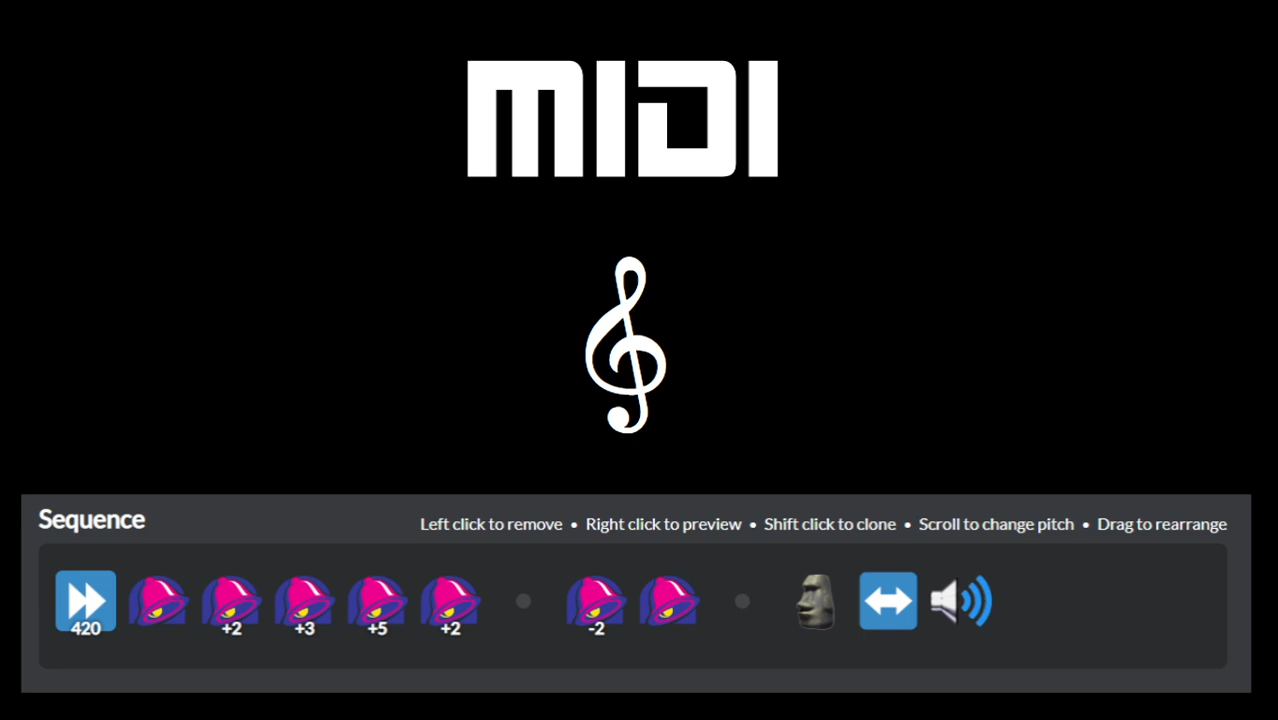 MIDI
Sequence
Left click to remove • Right click to preview • Shift click to clone • Scroll to change pitch • Drag to rearrange
420 +2 +3 +5 +2 -2